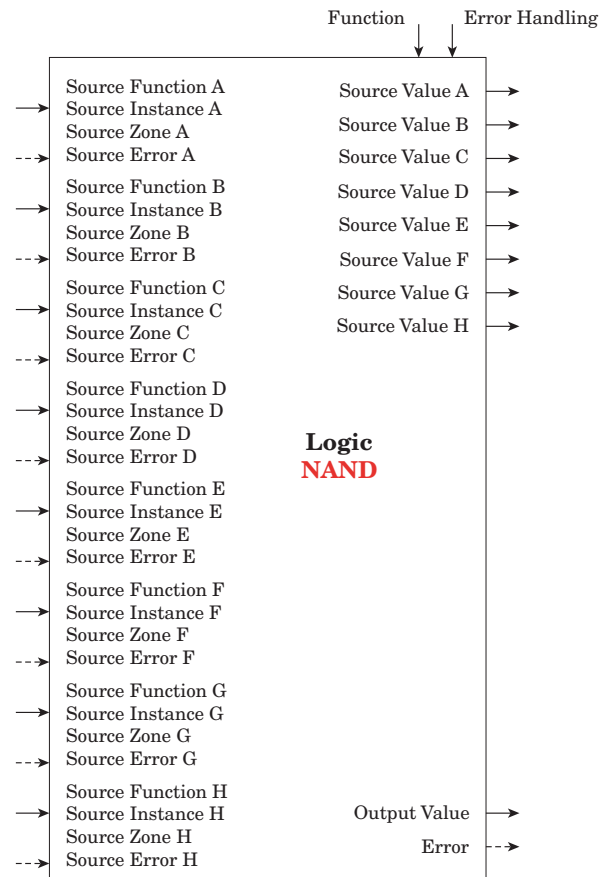 Function Error Handling
Source Function A
Source Instance A
Source Zone A
Source Error A
Source Function B
Source Instance B
Source Zone B
Source Error B
Source Function C
Source Instance C
Source Zone C
Source Error C
Source Function D
Source Instance D
Source Zone D
Source Error D
Source Function E
Source Instance E
Source Zone E
Source Error E
Source Function F
Source Instance F
Source Zone F
Source Error F
Source Function G
Source Instance G
Source Zone G
Source Error G
Source Function H
Source Instance H
Source Zone H
Source Error H
Source Value A
Source Value B
Source Value C
Source Value D
Source Value E
Source Value F
Source Value G
Source Value H
Logic
NAND
Output Value
Error